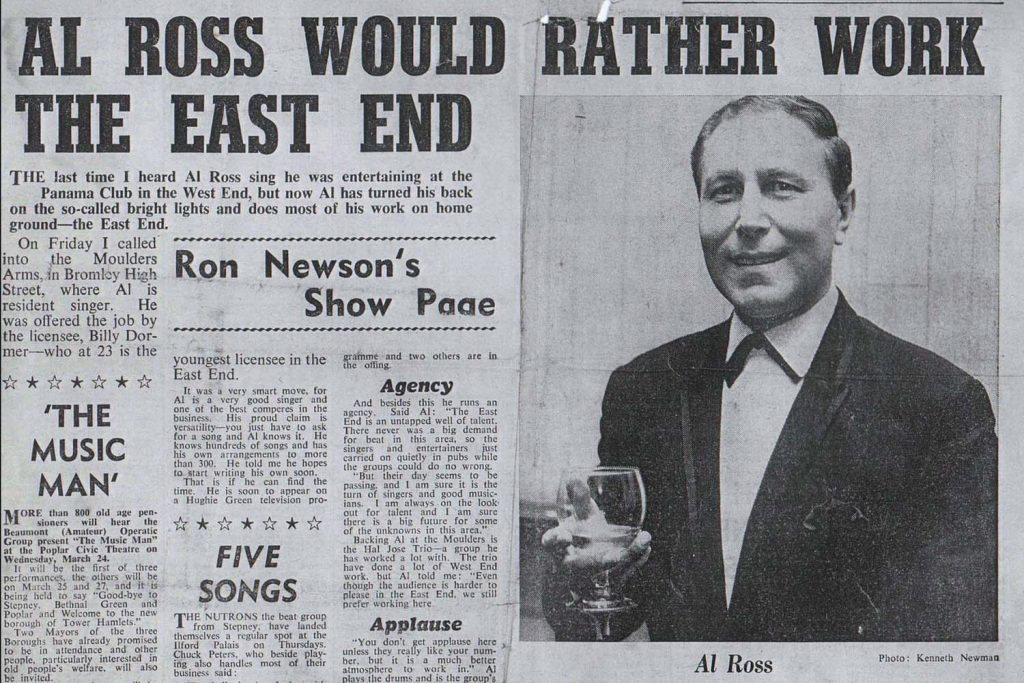 AL ROSS WOULD RATHER WORK
THE EAST END
THE last time I heard Al Ross sing he was entertaining at the
Panama Club in the West End, but now Al has turned his back
on the so-called bright lights and does most of his work on home
ground—the East End.
On Friday I called
into the Moulders
Arms, in Bromley High
Street, where Al is
resident singer. He
was offered the job by
the licensee, Billy Dor-
mer—who at 23 is the
☆ ★ ☆ ★ ☆ ★ ☆
'THE
MUSIC
MAN'
MORE than 800 old age pen-
sioners will hear the
Beaumont (Amateur) Operatic
Group present "The Music Man"
at the Poplar Civic Theatre on
Wednesday, March 24.
It will be the first of three
performances, the others will be
on March 25 and 27, and it is
being held to say "Good-bye to
Stepney, Bethnal Green and
Poplar and Welcome to the new
borough of Tower Hamlets."
Two Mayors of the three
Boroughs have already promised
to be in attendance and other
people, particularly interested in
old people's welfare, will also
be invited.
Ron Newson's
Show Page
youngest licensee in the
East End.
It was a very smart move, for
Al is a very good singer and
one of the best comperes in the
business. His proud claim is
versatility—you just have to ask
for a song and Al knows it. He
knows hundreds of songs and has
his own arrangements to more
than 300. He told me he hopes
to start writing his own soon.
That is if he can find the
time. He is soon to appear on
a Hughie Green television pro-
☆ ★ ☆ ★ ☆ ★ ☆
FIVE
SONGS
THE NUTRONS the beat group
from Stepney, have landed
themselves a regular spot at the
Ilford Palais on Thursdays.
Chuck Peters, who beside play-
ing also handles most of their
business said:
gramme and two others are in
the offing.
Agency
And besides this he runs an
agency. Said Al: "The East
End is an untapped well of talent.
There never was a big demand
for beat in this area, so the
singers and entertainers just
carried on quietly in pubs while
the groups could do no wrong.
"But their day seems to be
passing, and I am sure it is the
turn of singers and good music-
ians. I am always on the look
out for talent and I am sure
there is a big future for some
of the unknowns in this area."
Backing Al at the Moulders is
the Hal Jose Trio—a group he
has worked a lot with. The trio
have done a lot of West End
work, but Al told me: "Even
though the audience is harder to
please in the East End, we still
prefer working here.
Applause
"You don't get applause here
unless they really like your num-
ber, but it is a much better
atmosphere to work in." Al
plays the drums and is the group's
Al Ross
Photo: Kenneth Newman